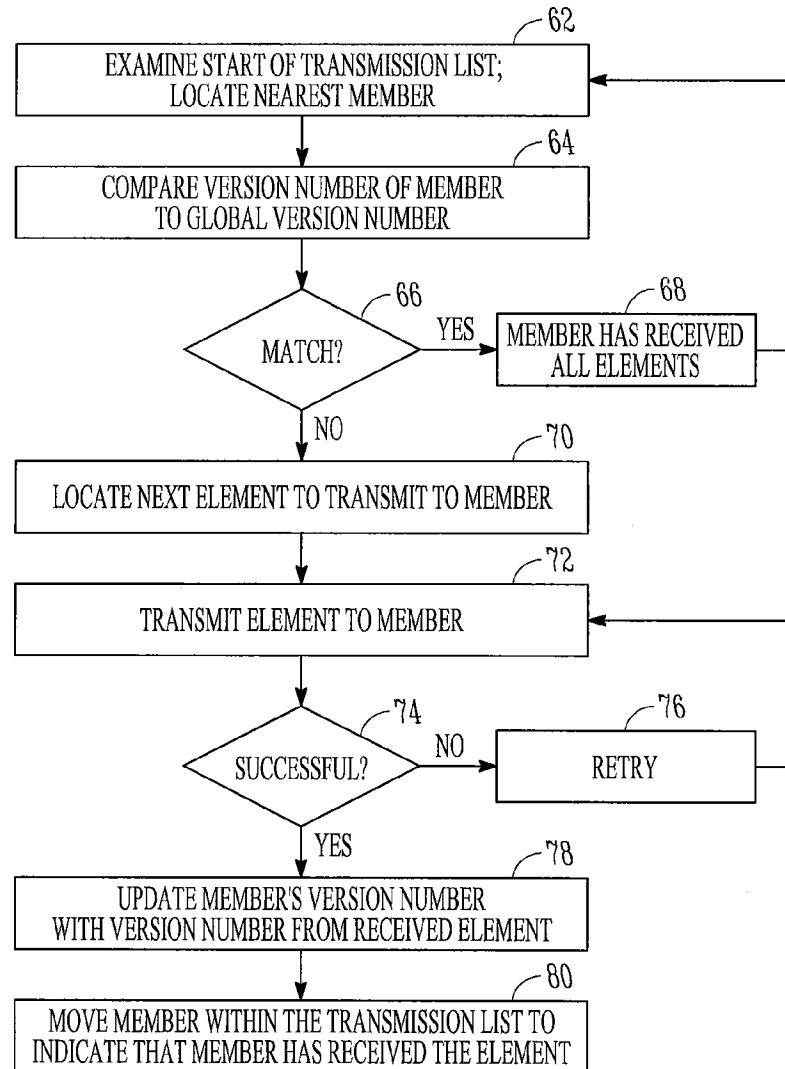 62
EXAMINE START OF TRANSMISSION LIST;
LOCATE NEAREST MEMBER
64
COMPARE VERSION NUMBER OF MEMBER
TO GLOBAL VERSION NUMBER
66
MATCH?
YES
68
MEMBER HAS RECEIVED
ALL ELEMENTS
NO
70
LOCATE NEXT ELEMENT TO TRANSMIT TO MEMBER
72
TRANSMIT ELEMENT TO MEMBER
74
SUCCESSFUL?
NO
76
RETRY
YES
78
UPDATE MEMBER'S VERSION NUMBER
WITH VERSION NUMBER FROM RECEIVED ELEMENT
80
MOVE MEMBER WITHIN THE TRANSMISSION LIST TO
INDICATE THAT MEMBER HAS RECEIVED THE ELEMENT